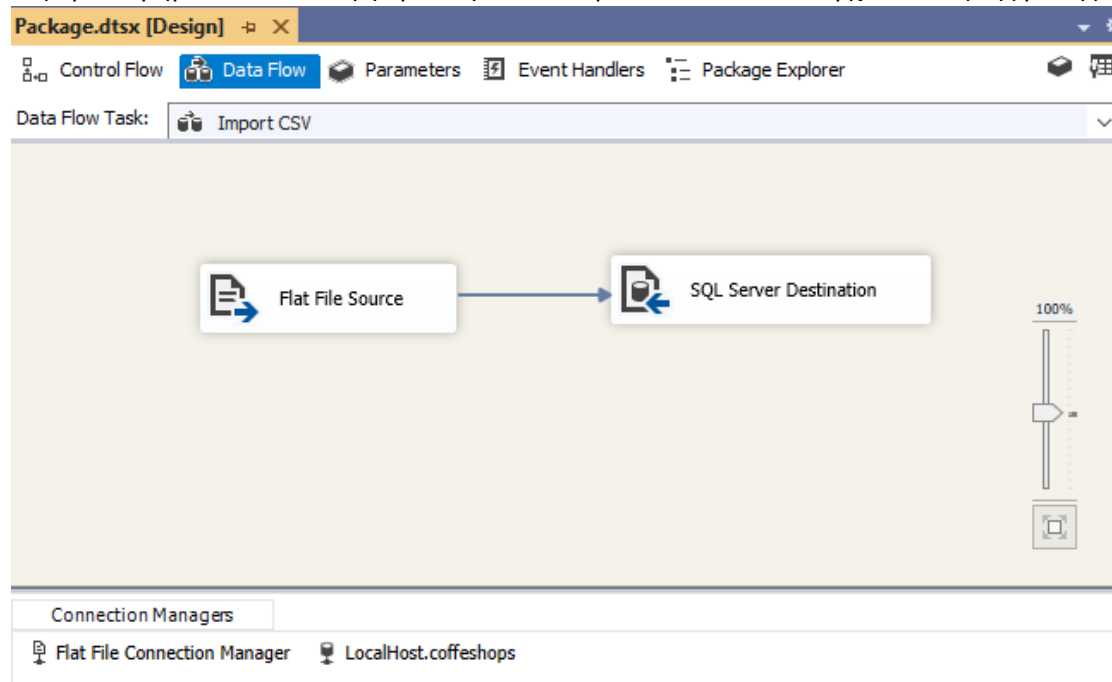 Package.dtsx [Design]
Control Flow Data Flow Parameters Event Handlers Package Explorer
Data Flow Task: Import CSV
Flat File Source
SQL Server Destination
100%
Connection Managers
Flat File Connection Manager LocalHost.coffeshops